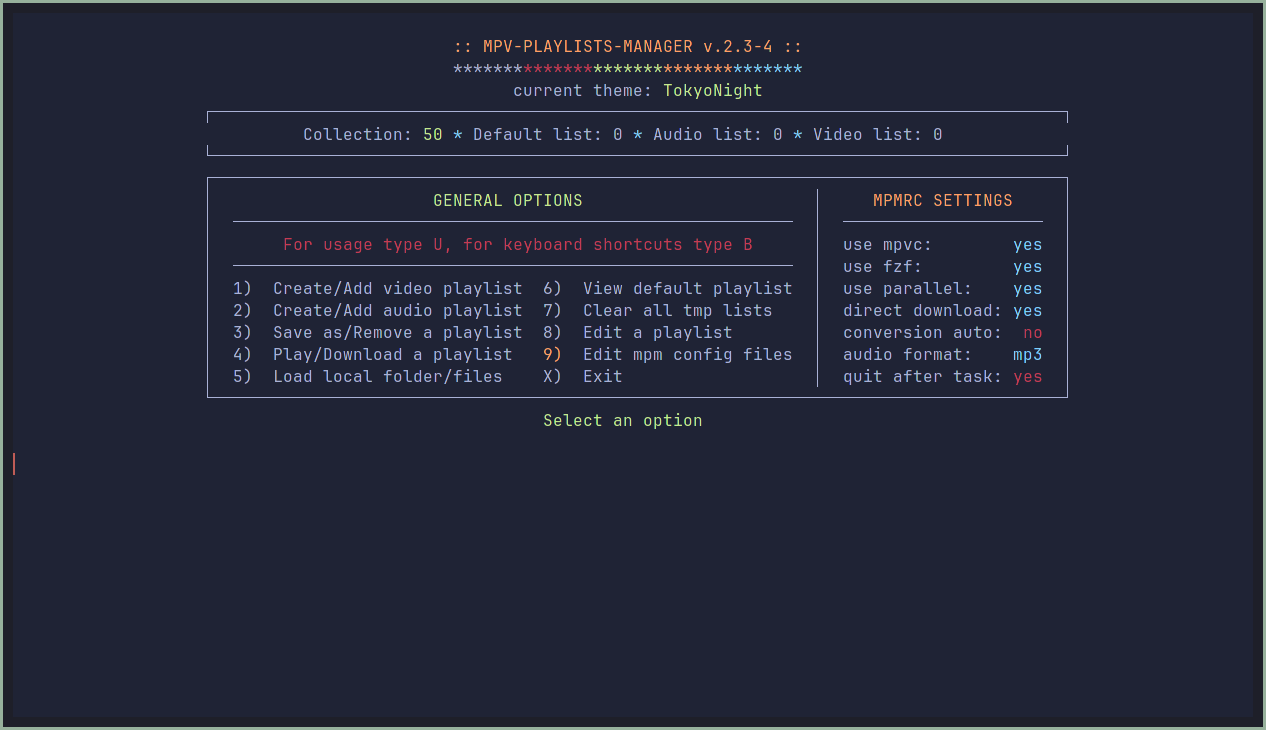 :: MPV-PLAYLISTS-MANAGER v.2.3-4 ::
***********************************
current theme: TokyoNight
Collection: 50 * Default list: 0 * Audio list: 0 * Video list: 0
GENERAL OPTIONS
For usage type U, for keyboard shortcuts type B
1) Create/Add video playlist 6) View default playlist
2) Create/Add audio playlist 7) Clear all tmp lists
3) Save as/Remove a playlist 8) Edit a playlist
4) Play/Download a playlist 9) Edit mpm config files
5) Load local folder/files X) Exit
MPMRC SETTINGS
use mpvc: yes
use fzf: yes
use parallel: yes
direct download: yes
conversion auto: no
audio format: mp3
quit after task: yes
Select an option